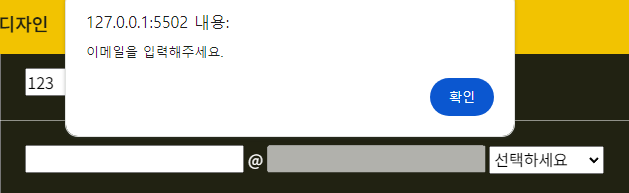 디자인
127.0.0.1:5502 내용:
이메일을 입력해주세요.
확인
123
@ 선택하세요